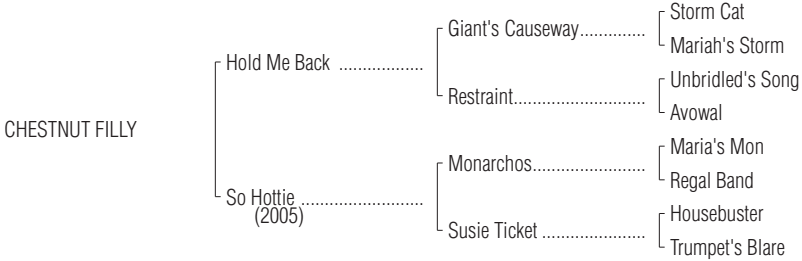 Storm Cat
Giant's Causeway..............
Mariah's Storm
Hold Me Back ..................
Unbridled's Song
Restraint............................
Avowal
CHESTNUT FILLY
Maria's Mon
Monarchos........................
Regal Band
So Hottie ..........................
(2005)
Housebuster
Susie Ticket ......................
Trumpet's Blare